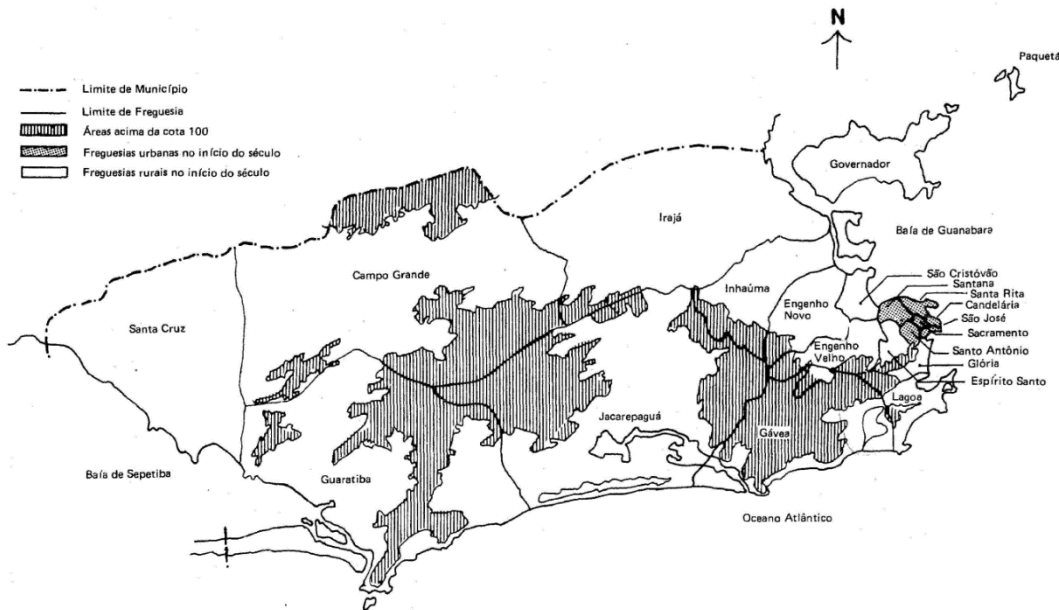 N
Paquetá
Limite de Município
Limite de Freguesia
Áreas acima da cota 100
Freguesias urbanas no início do século
Freguesias rurais no início do século
Governador
Irajá
Baía de Guanabara
Campo Grande
São Cristóvão
Santana
Santa Rita
Candelária
São José
Sacramento
Santo Antônio
Glória
Espírito Santo
Inhaúma
Engenho
Novo
Santa Cruz
Engenho
Velho
Lagoa
Jacarepaguá
Gávea
Baía de Sepetiba
Guaratiba
Oceano Atlântico